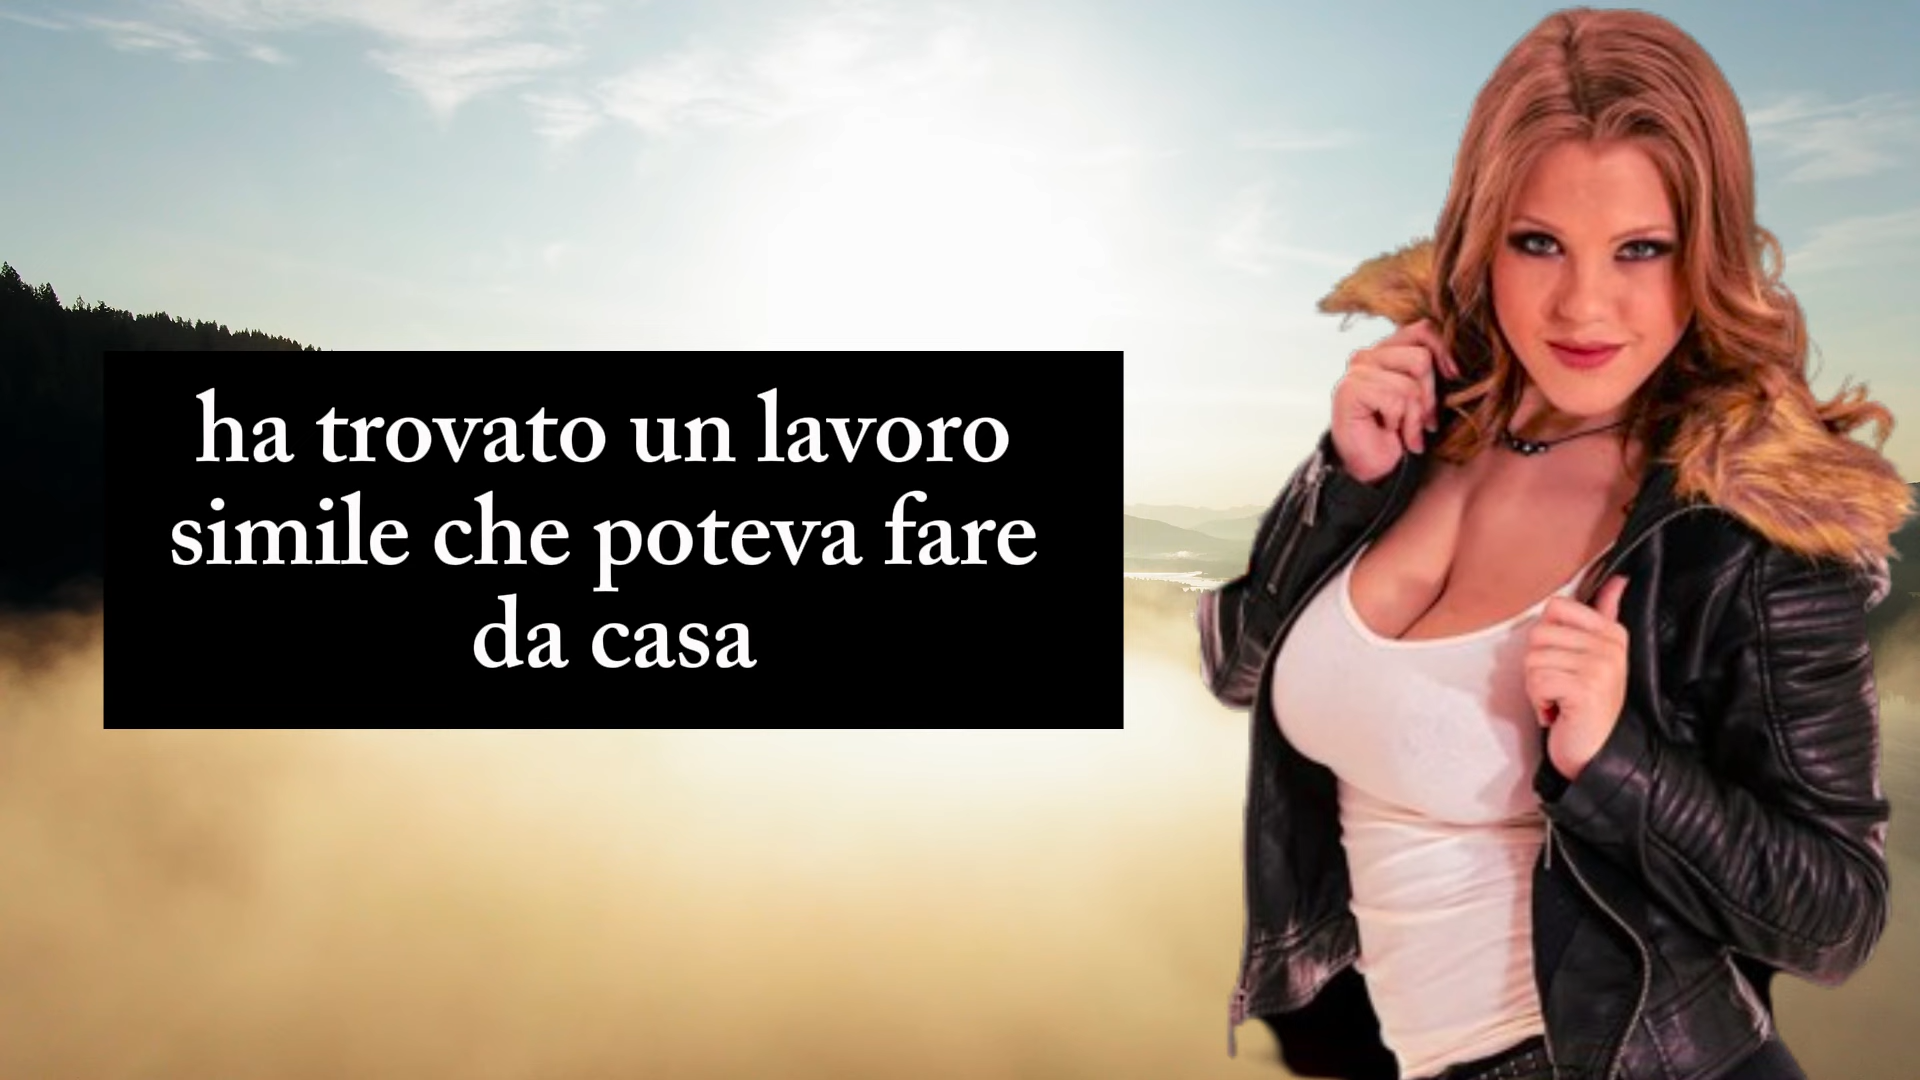 ha trovato un lavoro
simile che poteva fare
da casa